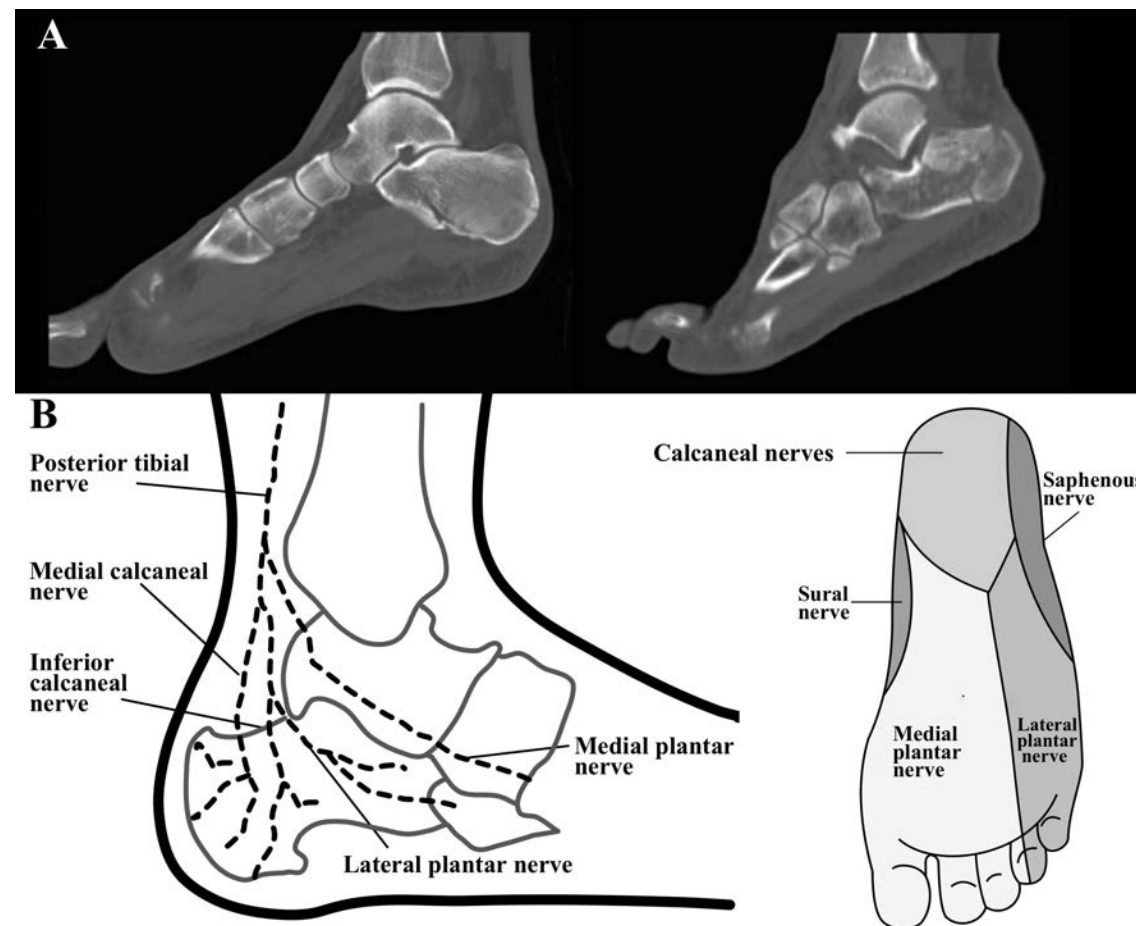 A
B
Posterior tibial
nerve
Medial calcaneal
nerve
Inferior
calcaneal
nerve
Medial plantar
nerve
Lateral plantar nerve
Calcaneal nerves
Saphenous
nerve
Sural
nerve
Medial
plantar
nerve
Lateral
plantar
nerve